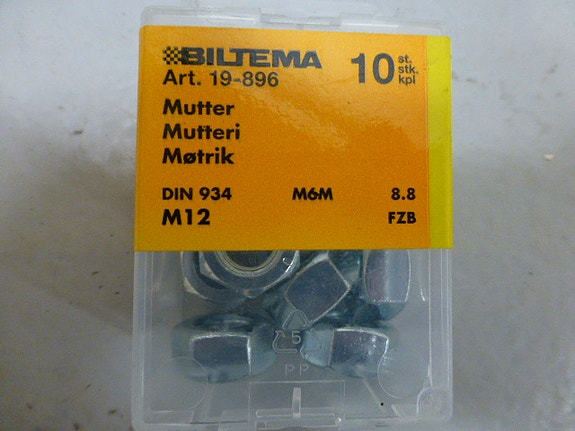 BILTEMA
Art. 19-896
10 st. stk. kpl
Mutter
Mutteri
Møtrik
DIN 934 M6M 8.8
M12 FZB
5
PP